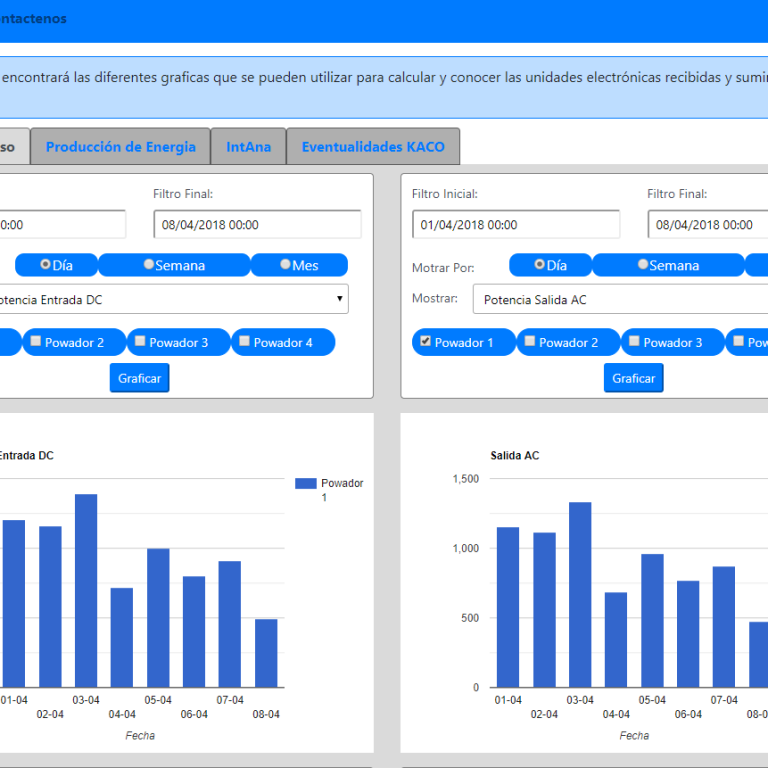 ntactenos
encontrará las diferentes graficas que se pueden utilizar para calcular y conocer las unidades electrónicas recibidas y sumi
so Producción de Energia IntAna Eventualidades KACO
Filtro Final:
0:00 08/04/2018 00:00
Día Semana Mes
otencia Entrada DC
Powador 2 Powador 3 Powador 4
Graficar
Filtro Inicial: Filtro Final:
01/04/2018 00:00 08/04/2018 00:00
Motrar Por: Día Semana
Mostrar: Potencia Salida AC
Powador 1 Powador 2 Powador 3 Pow
Graficar
Entrada DC
Powador
1
01-04 03-04 05-04 07-04
02-04 04-04 06-04 08-04
Fecha
Salida AC
1,500
1,000
500
0
01-04 03-04 05-04 07-04
02-04 04-04 06-04 08-0
Fecha